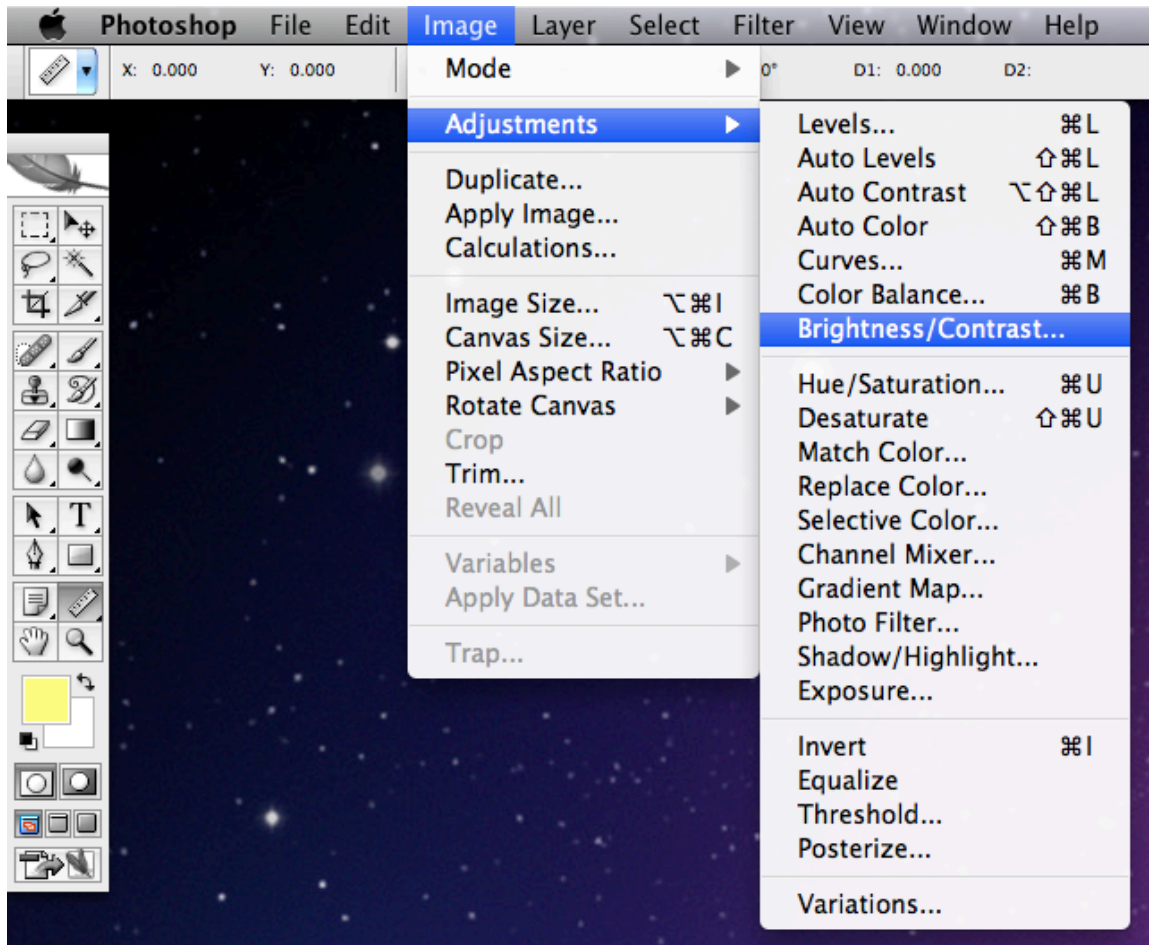 Photoshop File Edit Image Layer Select Filter View Window Help
X: 0.000 Y: 0.000 0° D1: 0.000 D2:
Mode
Adjustments
Duplicate...
Apply Image...
Calculations...
Image Size... ⌥⌘I
Canvas Size... ⌥⌘C
Pixel Aspect Ratio
Rotate Canvas
Crop
Trim...
Reveal All
Variables
Apply Data Set...
Trap...
Levels... ⌘L
Auto Levels ⇧⌘L
Auto Contrast ⌥⇧⌘L
Auto Color ⇧⌘B
Curves... ⌘M
Color Balance... ⌘B
Brightness/Contrast...
Hue/Saturation... ⌘U
Desaturate ⇧⌘U
Match Color...
Replace Color...
Selective Color...
Channel Mixer...
Gradient Map...
Photo Filter...
Shadow/Highlight...
Exposure...
Invert ⌘I
Equalize
Threshold...
Posterize...
Variations...
T